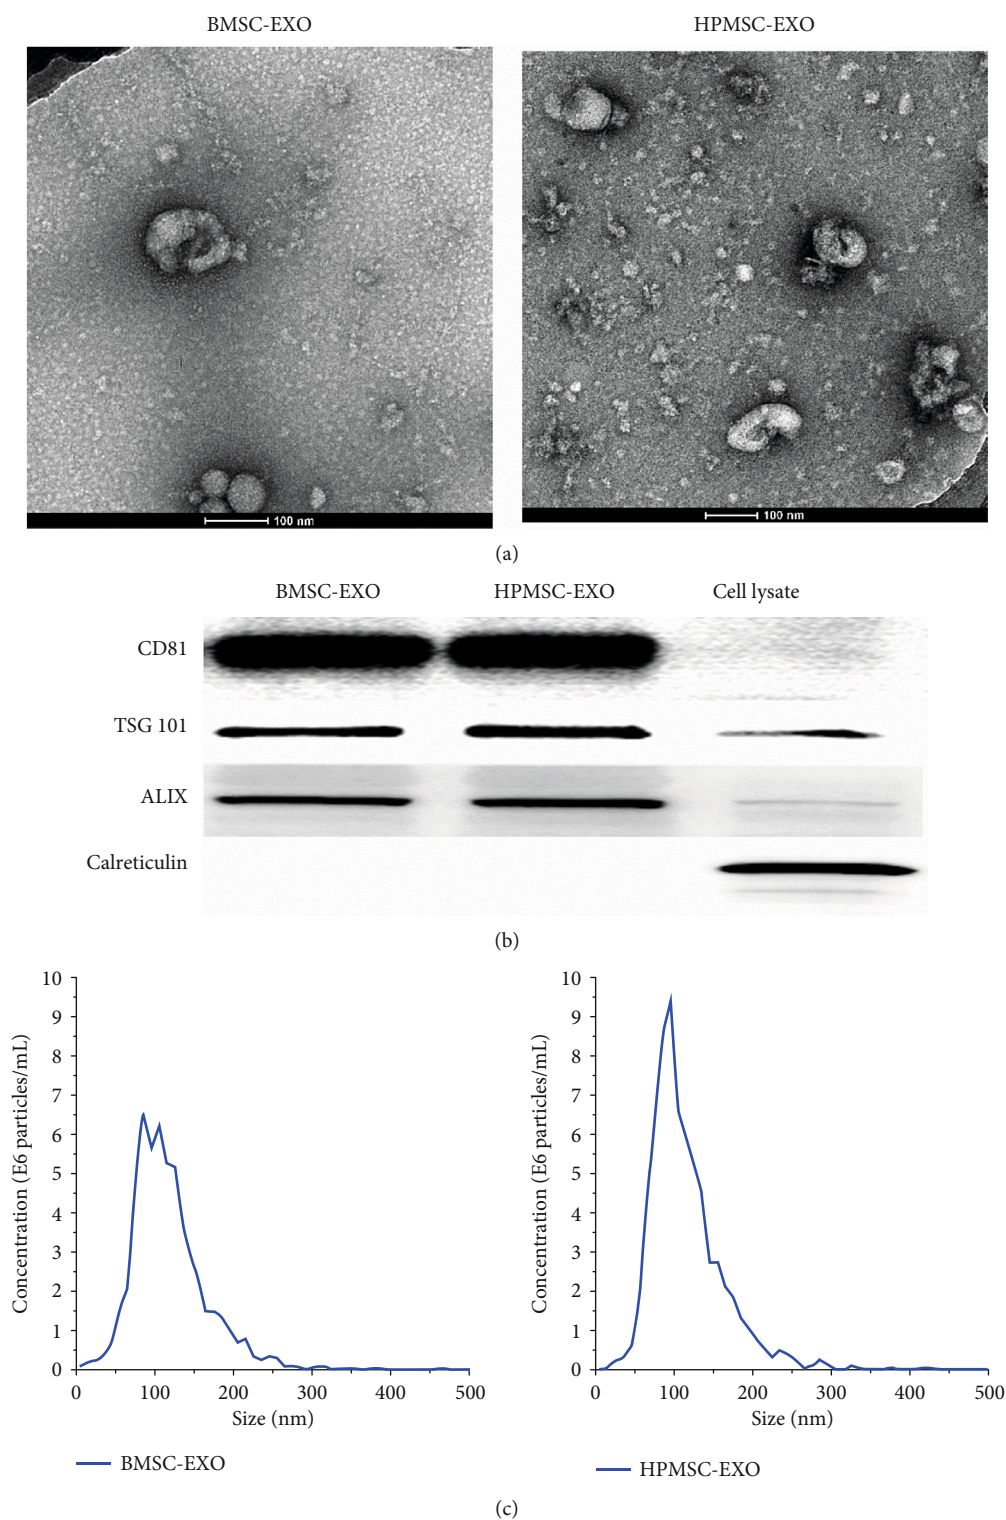 BMSC-EXO HPMSC-EXO
100 nm 100 nm
(a)
BMSC-EXO HPMSC-EXO Cell lysate
CD81
TSG 101
ALIX
Calreticulin
(b)
Concentration (E6 particles/mL)
10
9
8
7
6
5
4
3
2
1
0
0 100 200 300 400 500
Size (nm)
BMSC-EXO
Concentration (E6 particles/mL)
10
9
8
7
6
5
4
3
2
1
0
0 100 200 300 400 500
Size (nm)
HPMSC-EXO
(c)